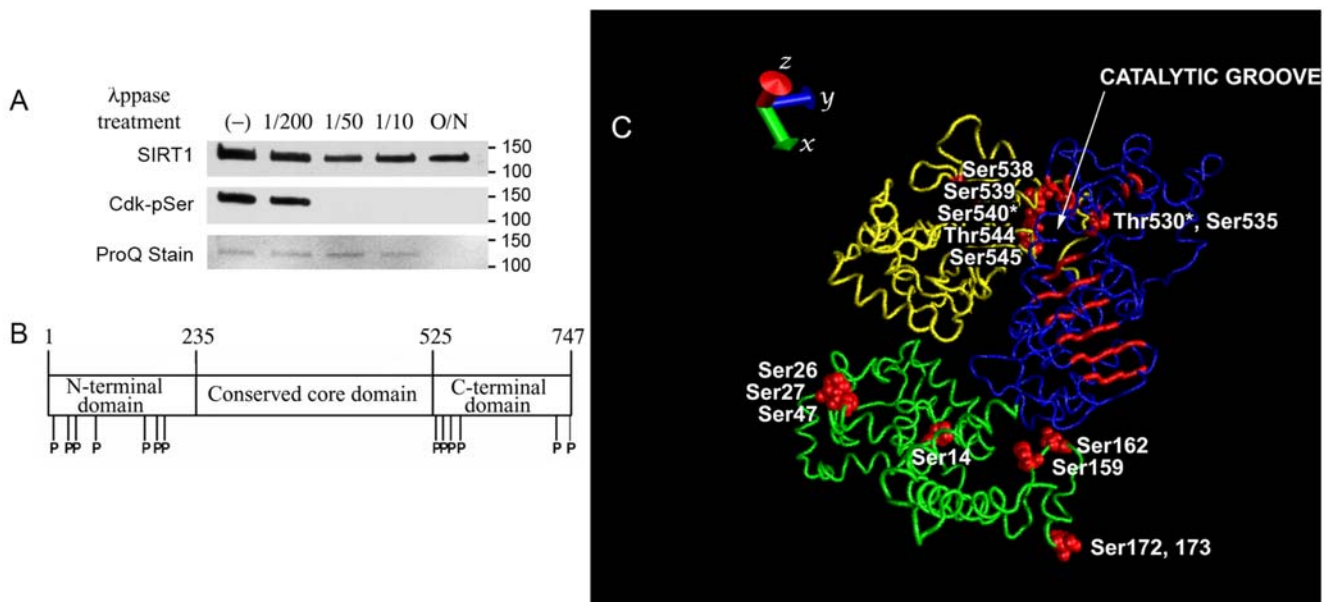 A
λppase
treatment
(-) 1/200 1/50 1/10 O/N
SIRT1
150
100
Cdk-pSer
150
100
ProQ Stain
150
100
B
1 235 525 747
N-terminal
domain
Conserved core domain
C-terminal
domain
P PP P P PP PPPP P P
C
z
y
x
CATALYTIC GROOVE
Ser538
Ser539
Ser540*
Thr544
Ser545
Thr530*, Ser535
Ser26
Ser27
Ser47
Ser14
Ser162
Ser159
Ser172, 173